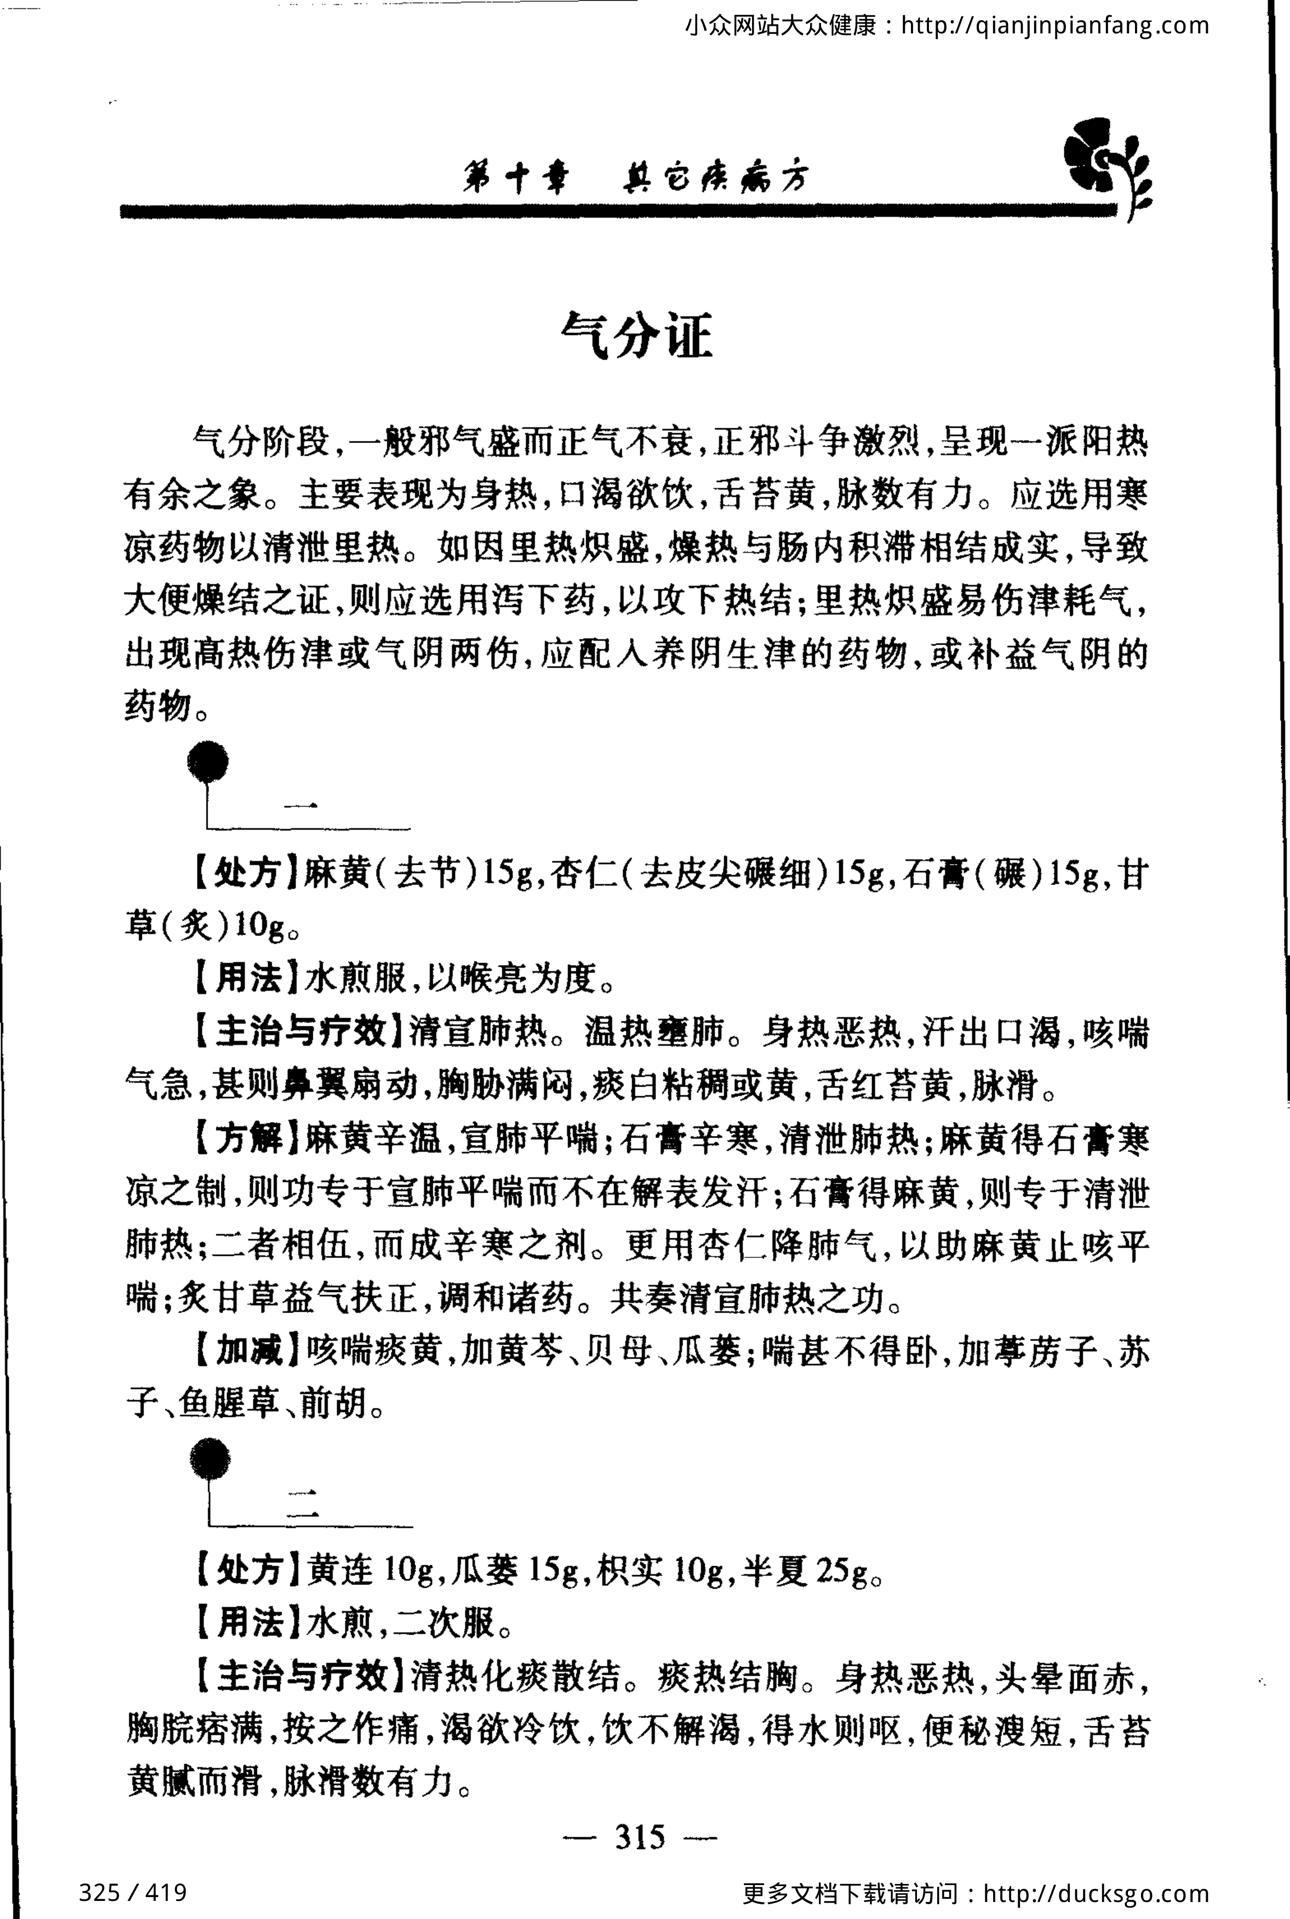 小众网站大众健康：http://qianjinpianfang.com
第十章　其它疾病方
气分证
气分阶段,一般邪气盛而正气不衰,正邪斗争激烈,呈现一派阳热
有余之象。主要表现为身热,口渴欲饮,舌苔黄,脉数有力。应选用寒
凉药物以清泄里热。如因里热炽盛,燥热与肠内积滞相结成实,导致
大便燥结之证,则应选用泻下药,以攻下热结;里热炽盛易伤津耗气,
出现高热伤津或气阴两伤,应配人养阴生津的药物,或补益气阴的
药物。
一
【处方】麻黄(去节)15g,杏仁(去皮尖碾细)15g,石膏(碾)15g,甘
草(炙)10g。
【用法】水煎服,以喉亮为度。
【主治与疗效】清宣肺热。温热壅肺。身热恶热,汗出口渴,咳喘
气急,甚则鼻翼扇动,胸胁满闷,痰白粘稠或黄,舌红苔黄,脉滑。
【方解】麻黄辛温,宣肺平喘;石膏辛寒,清泄肺热;麻黄得石膏寒
凉之制,则功专于宣肺平喘而不在解表发汗;石膏得麻黄,则专于清泄
肺热;二者相伍,而成辛寒之剂。更用杏仁降肺气,以助麻黄止咳平
喘;炙甘草益气扶正,调和诸药。共奏清宣肺热之功。
【加减】咳喘痰黄,加黄芩、贝母、瓜蒌;喘甚不得卧,加葶苈子、苏
子、鱼腥草、前胡。
二
【处方】黄连 10g,瓜蒌 15g,枳实 10g,半夏 25g。
【用法】水煎,二次服。
【主治与疗效】清热化痰散结。痰热结胸。身热恶热,头晕面赤,
胸脘痞满,按之作痛,渴欲冷饮,饮不解渴,得水则呕,便秘溲短,舌苔
黄腻而滑,脉滑数有力。
— 315 —
325 / 419
更多文档下载请访问：http://ducksgo.com